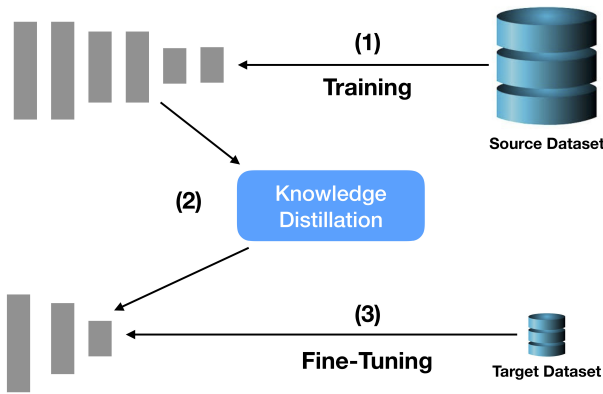 (1)
Training
Source Dataset
(2)
Knowledge
Distillation
(3)
Fine-Tuning
Target Dataset